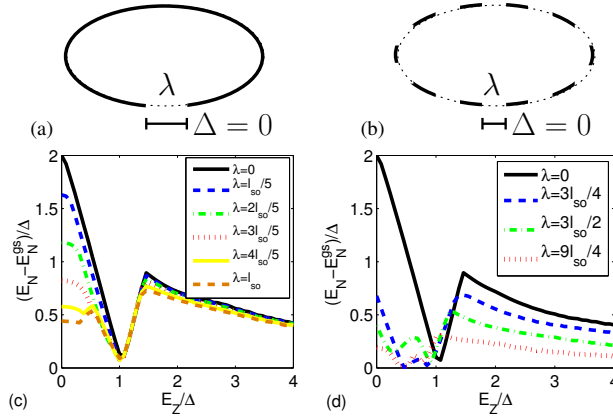 λ
(a)
Δ = 0
λ
(b)
Δ = 0
(E_N −E_N^gs)/Δ
2
1.5
1
0.5
0
0 1 2 3 4
E_Z/Δ
(c)
λ=0
λ=l_so/5
λ=2l_so/5
λ=3l_so/5
λ=4l_so/5
λ=l_so
(E_N −E_N^gs)/Δ
2
1.5
1
0.5
0
0 1 2 3 4
E_Z/Δ
(d)
λ=0
λ=3l_so/4
λ=3l_so/2
λ=9l_so/4